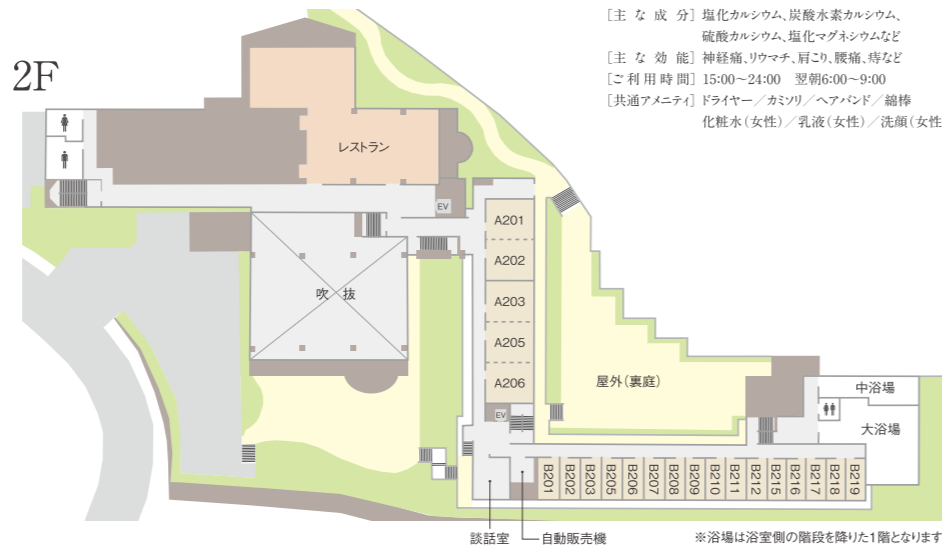 [主な成分] 塩化カルシウム、炭酸水素カルシウム、
硫酸カルシウム、塩化マグネシウムなど
[主な効能] 神経痛、リウマチ、肩こり、腰痛、痔など
[ご利用時間] 15:00〜24:00 翌朝6:00〜9:00
[共通アメニティ] ドライヤー／カミソリ／ヘアバンド／綿棒
化粧水(女性)／乳液(女性)／洗顔(女性
2F
レストラン
EV
A201
A202
吹 抜
A203
A205
A206
屋外(裏庭)
中浴場
大浴場
EV
B201
B202
B203
B205
B206
B207
B208
B209
B210
B211
B212
B215
B216
B217
B218
B219
談話室
自動販売機
※浴場は浴室側の階段を降りた1階となります